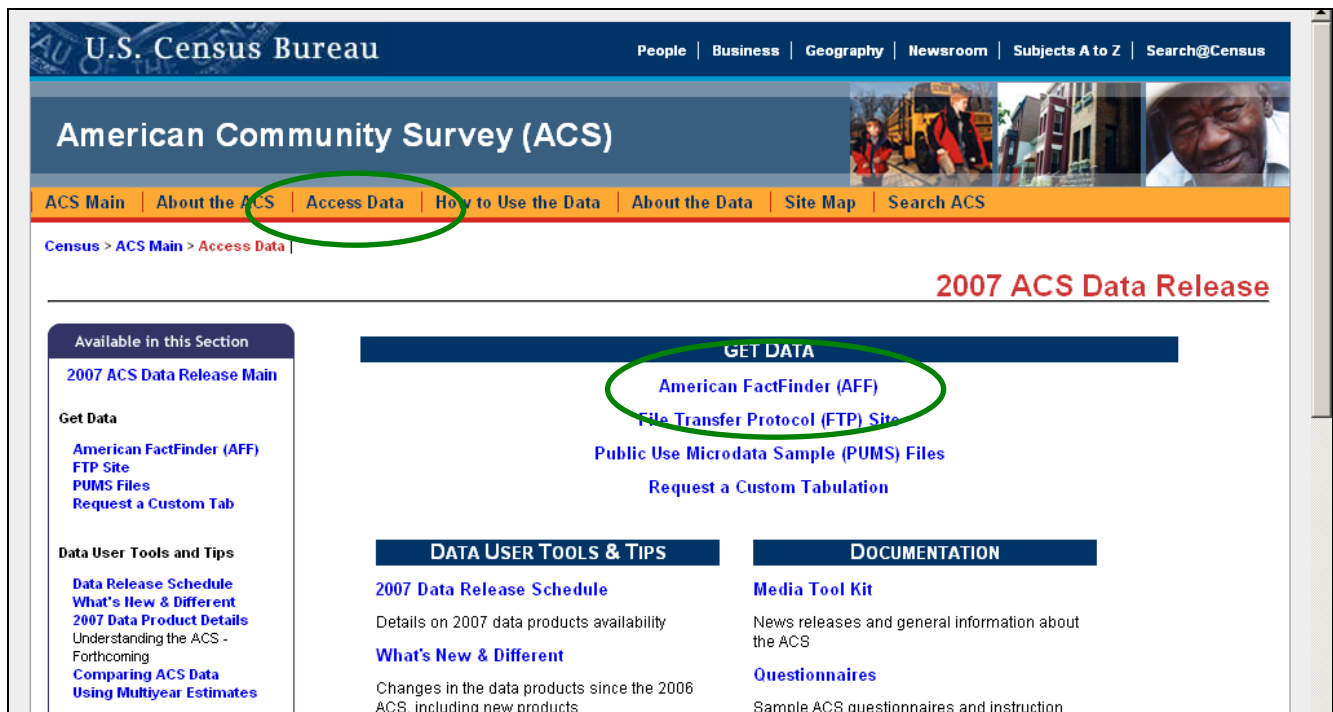 U.S. Census Bureau
People | Business | Geography | Newsroom | Subjects A to Z | Search@Census
American Community Survey (ACS)
ACS Main | About the ACS | Access Data | How to Use the Data | About the Data | Site Map | Search ACS
Census > ACS Main > Access Data |
2007 ACS Data Release
Available in this Section
2007 ACS Data Release Main
Get Data
American FactFinder (AFF)
FTP Site
PUMS Files
Request a Custom Tab
Data User Tools and Tips
Data Release Schedule
What's New & Different
2007 Data Product Details
Understanding the ACS -
Forthcoming
Comparing ACS Data
Using Multiyear Estimates
GET DATA
American FactFinder (AFF)
File Transfer Protocol (FTP) Site
Public Use Microdata Sample (PUMS) Files
Request a Custom Tabulation
DATA USER TOOLS & TIPS
2007 Data Release Schedule
Details on 2007 data products availability
What's New & Different
Changes in the data products since the 2006
ACS, including new products
DOCUMENTATION
Media Tool Kit
News releases and general information about
the ACS
Questionnaires
Sample ACS questionnaires and instruction